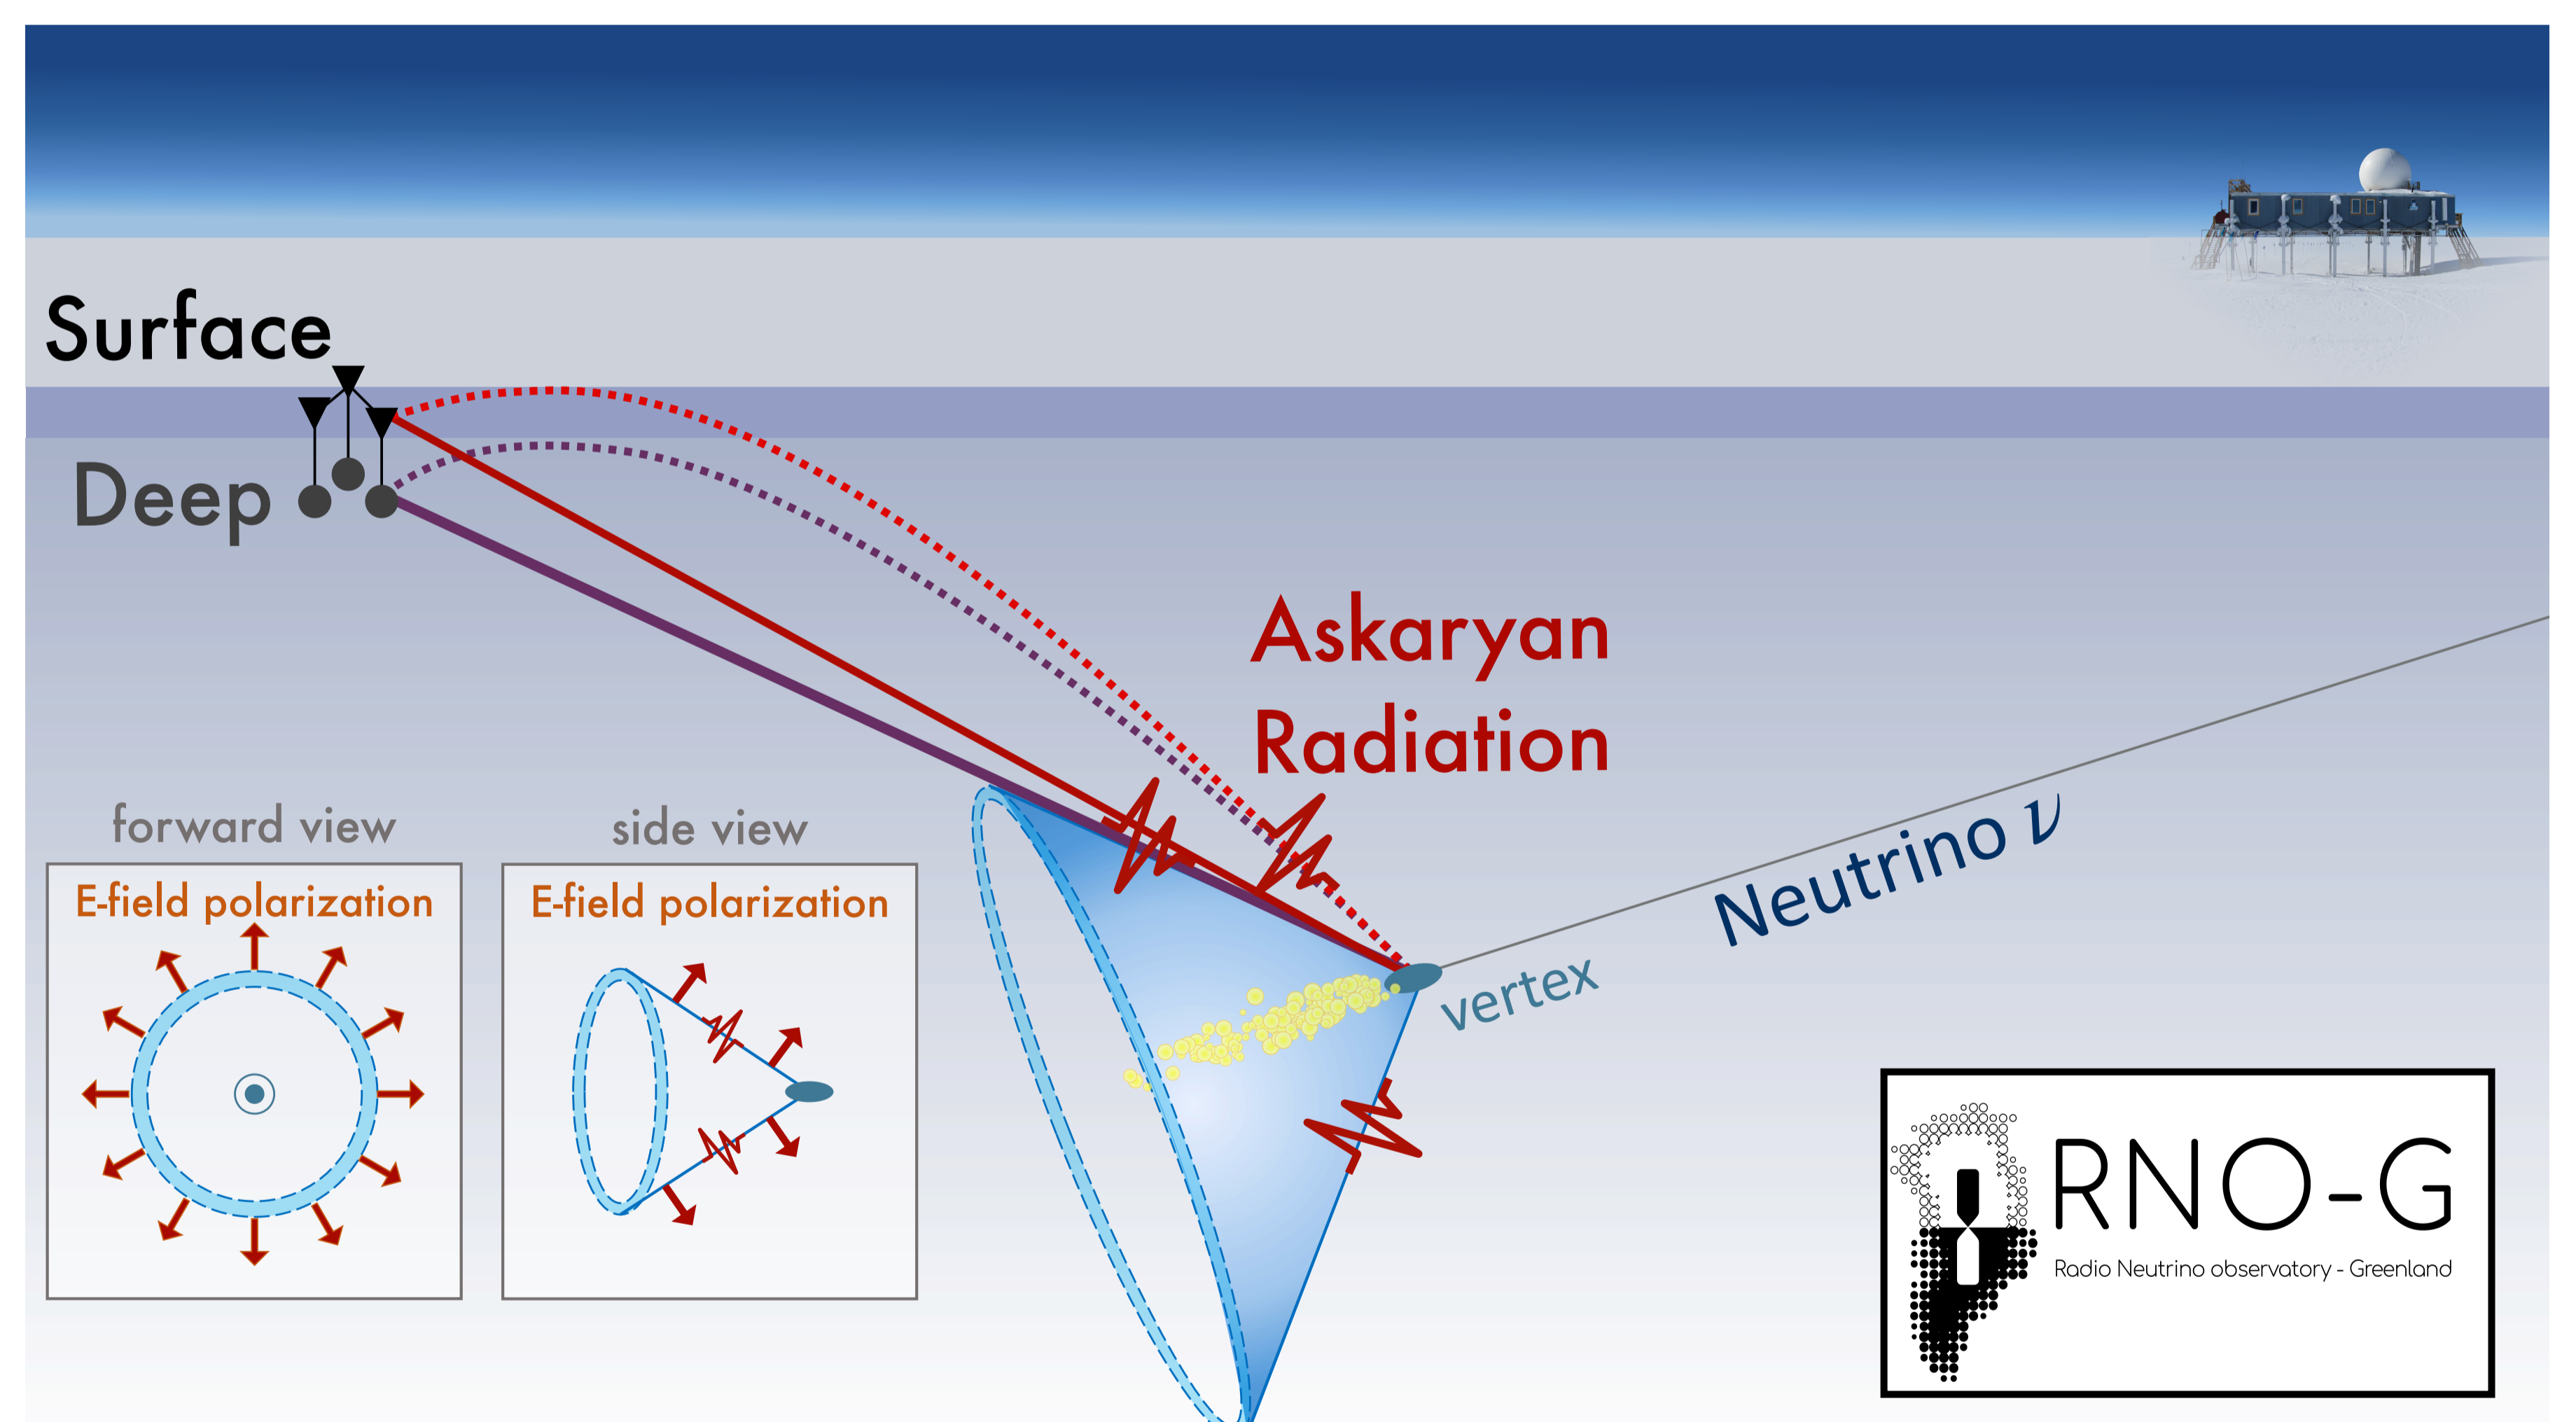 Surface
Deep
Askaryan
Radiation
Neutrino ν
vertex
forward view
E-field polarization
side view
E-field polarization
RNO-G
Radio Neutrino observatory - Greenland